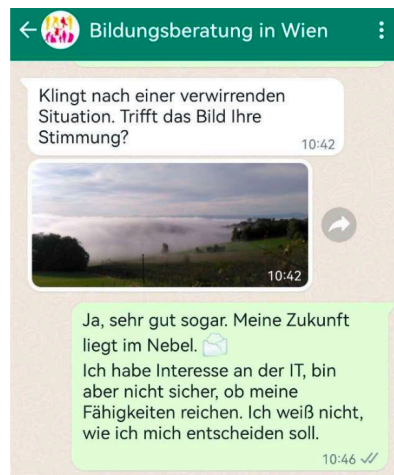 Bildungsberatung in Wien
Klingt nach einer verwirrenden
Situation. Trifft das Bild Ihre
Stimmung?
10:42
10:42
Ja, sehr gut sogar. Meine Zukunft
liegt im Nebel.
Ich habe Interesse an der IT, bin
aber nicht sicher, ob meine
Fähigkeiten reichen. Ich weiß nicht,
wie ich mich entscheiden soll.
10:46